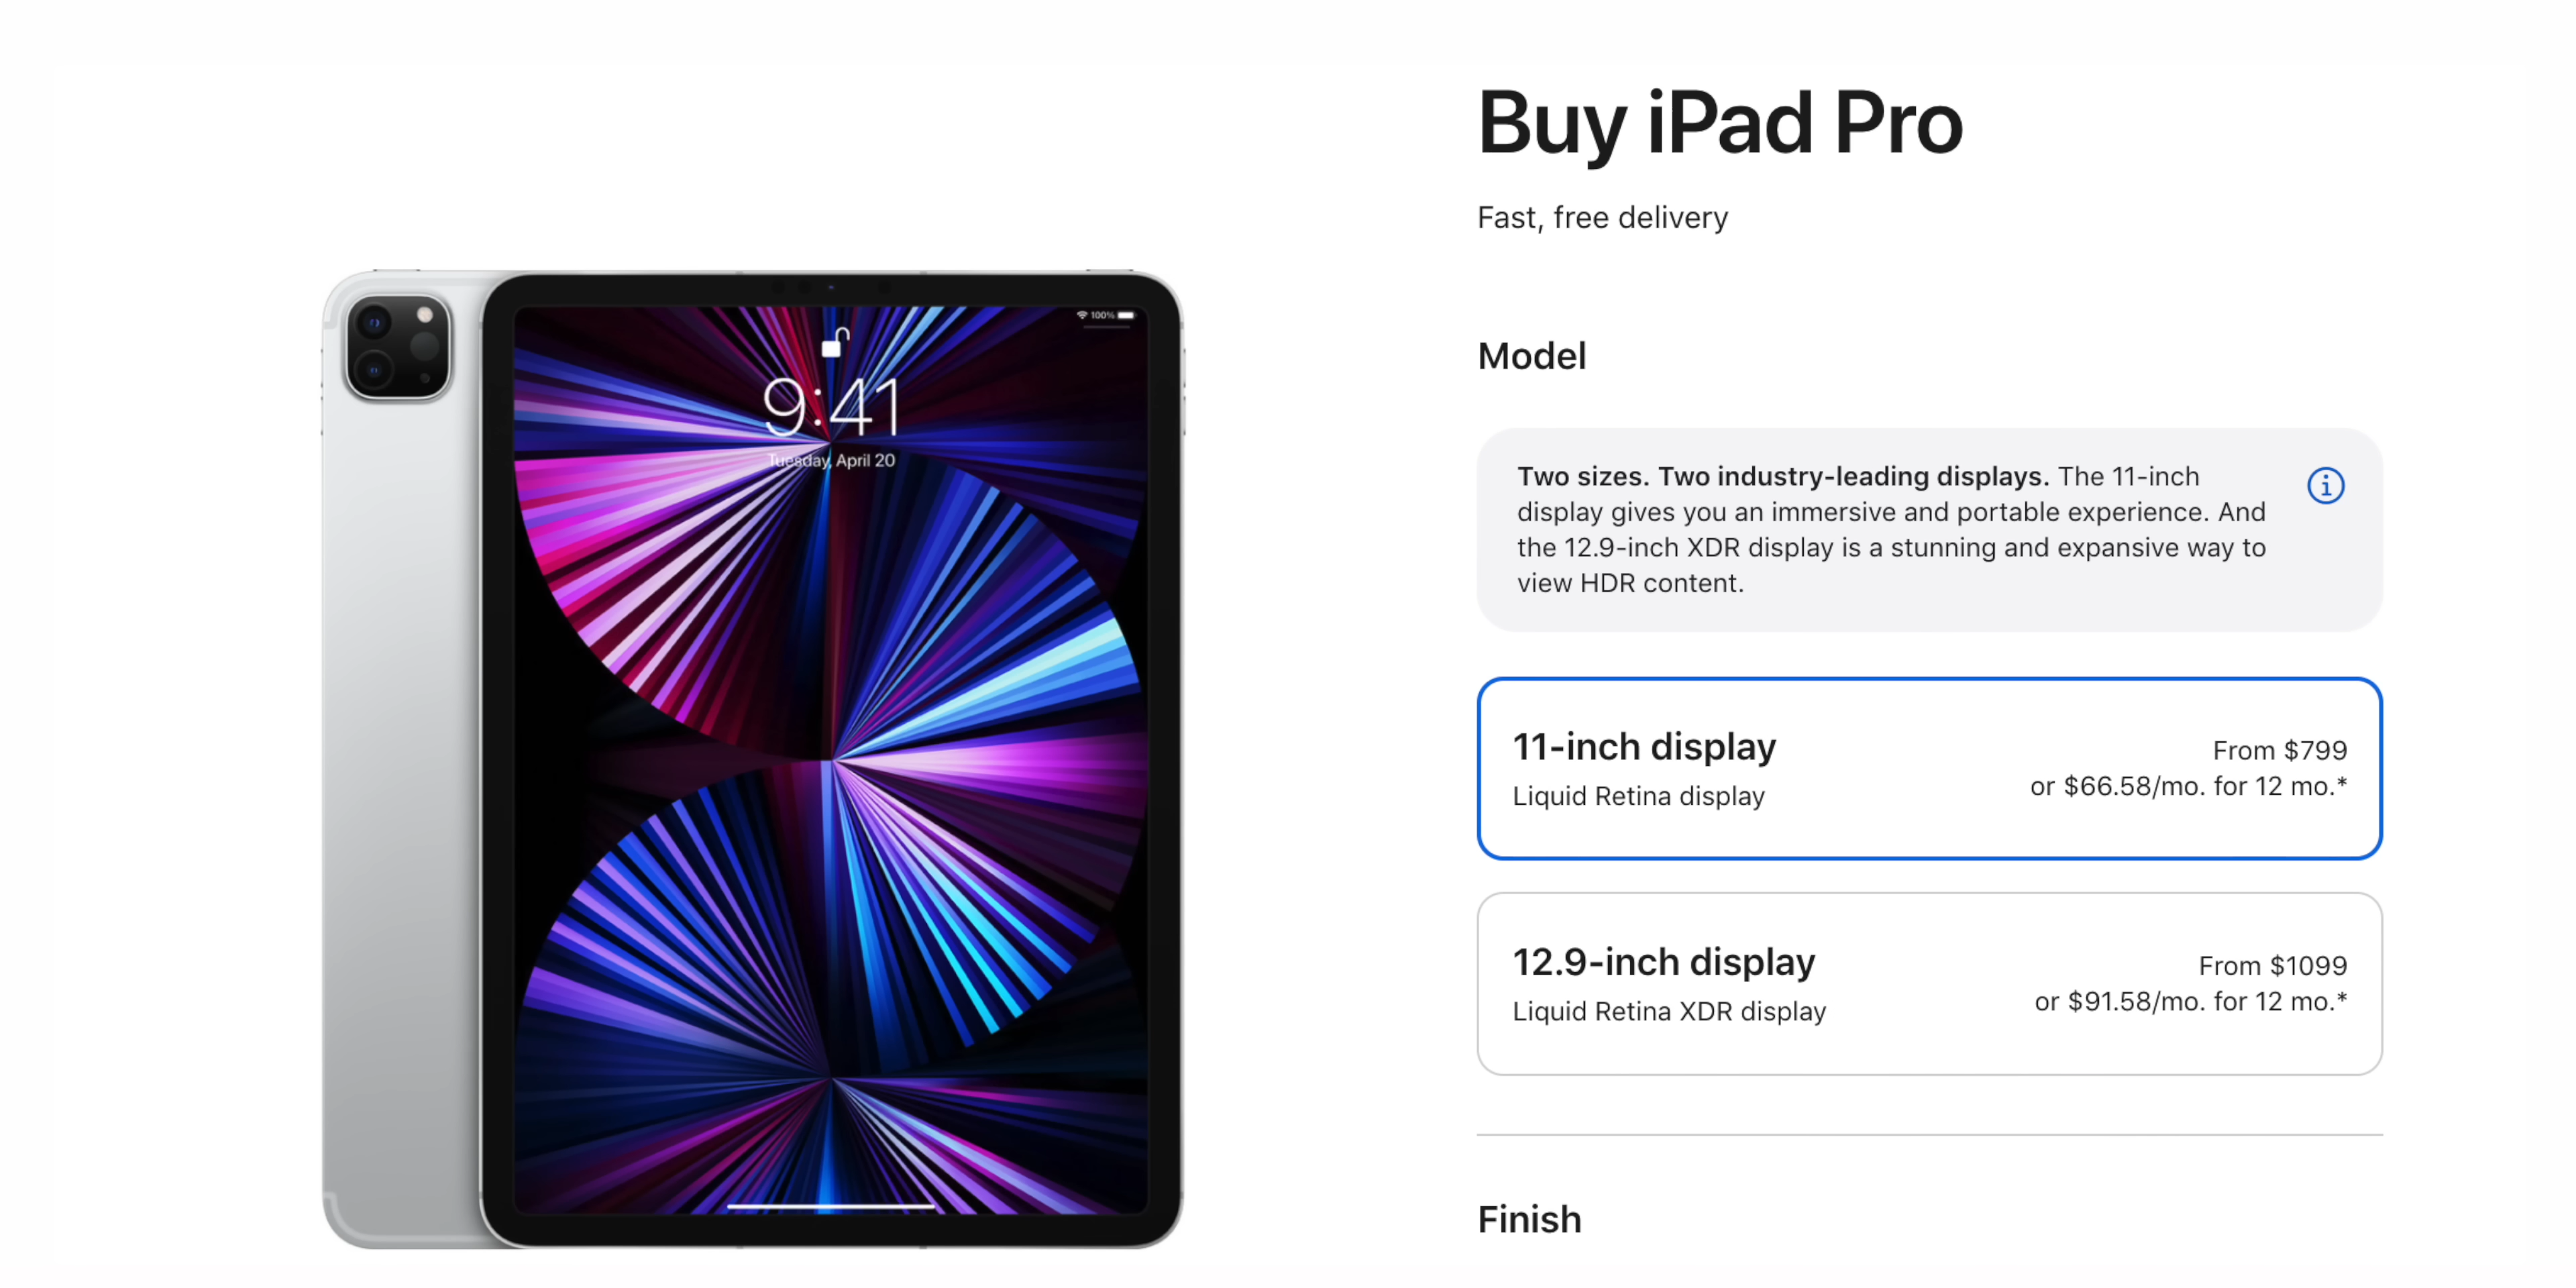 Buy iPad Pro
Fast, free delivery
100%
9:41
Tuesday, April 20
Model
Two sizes. Two industry-leading displays. The 11-inch
display gives you an immersive and portable experience. And
the 12.9-inch XDR display is a stunning and expansive way to
view HDR content.
11-inch display
From $799
Liquid Retina display
or $66.58/mo. for 12 mo.*
12.9-inch display
From $1099
Liquid Retina XDR display
or $91.58/mo. for 12 mo.*
Finish